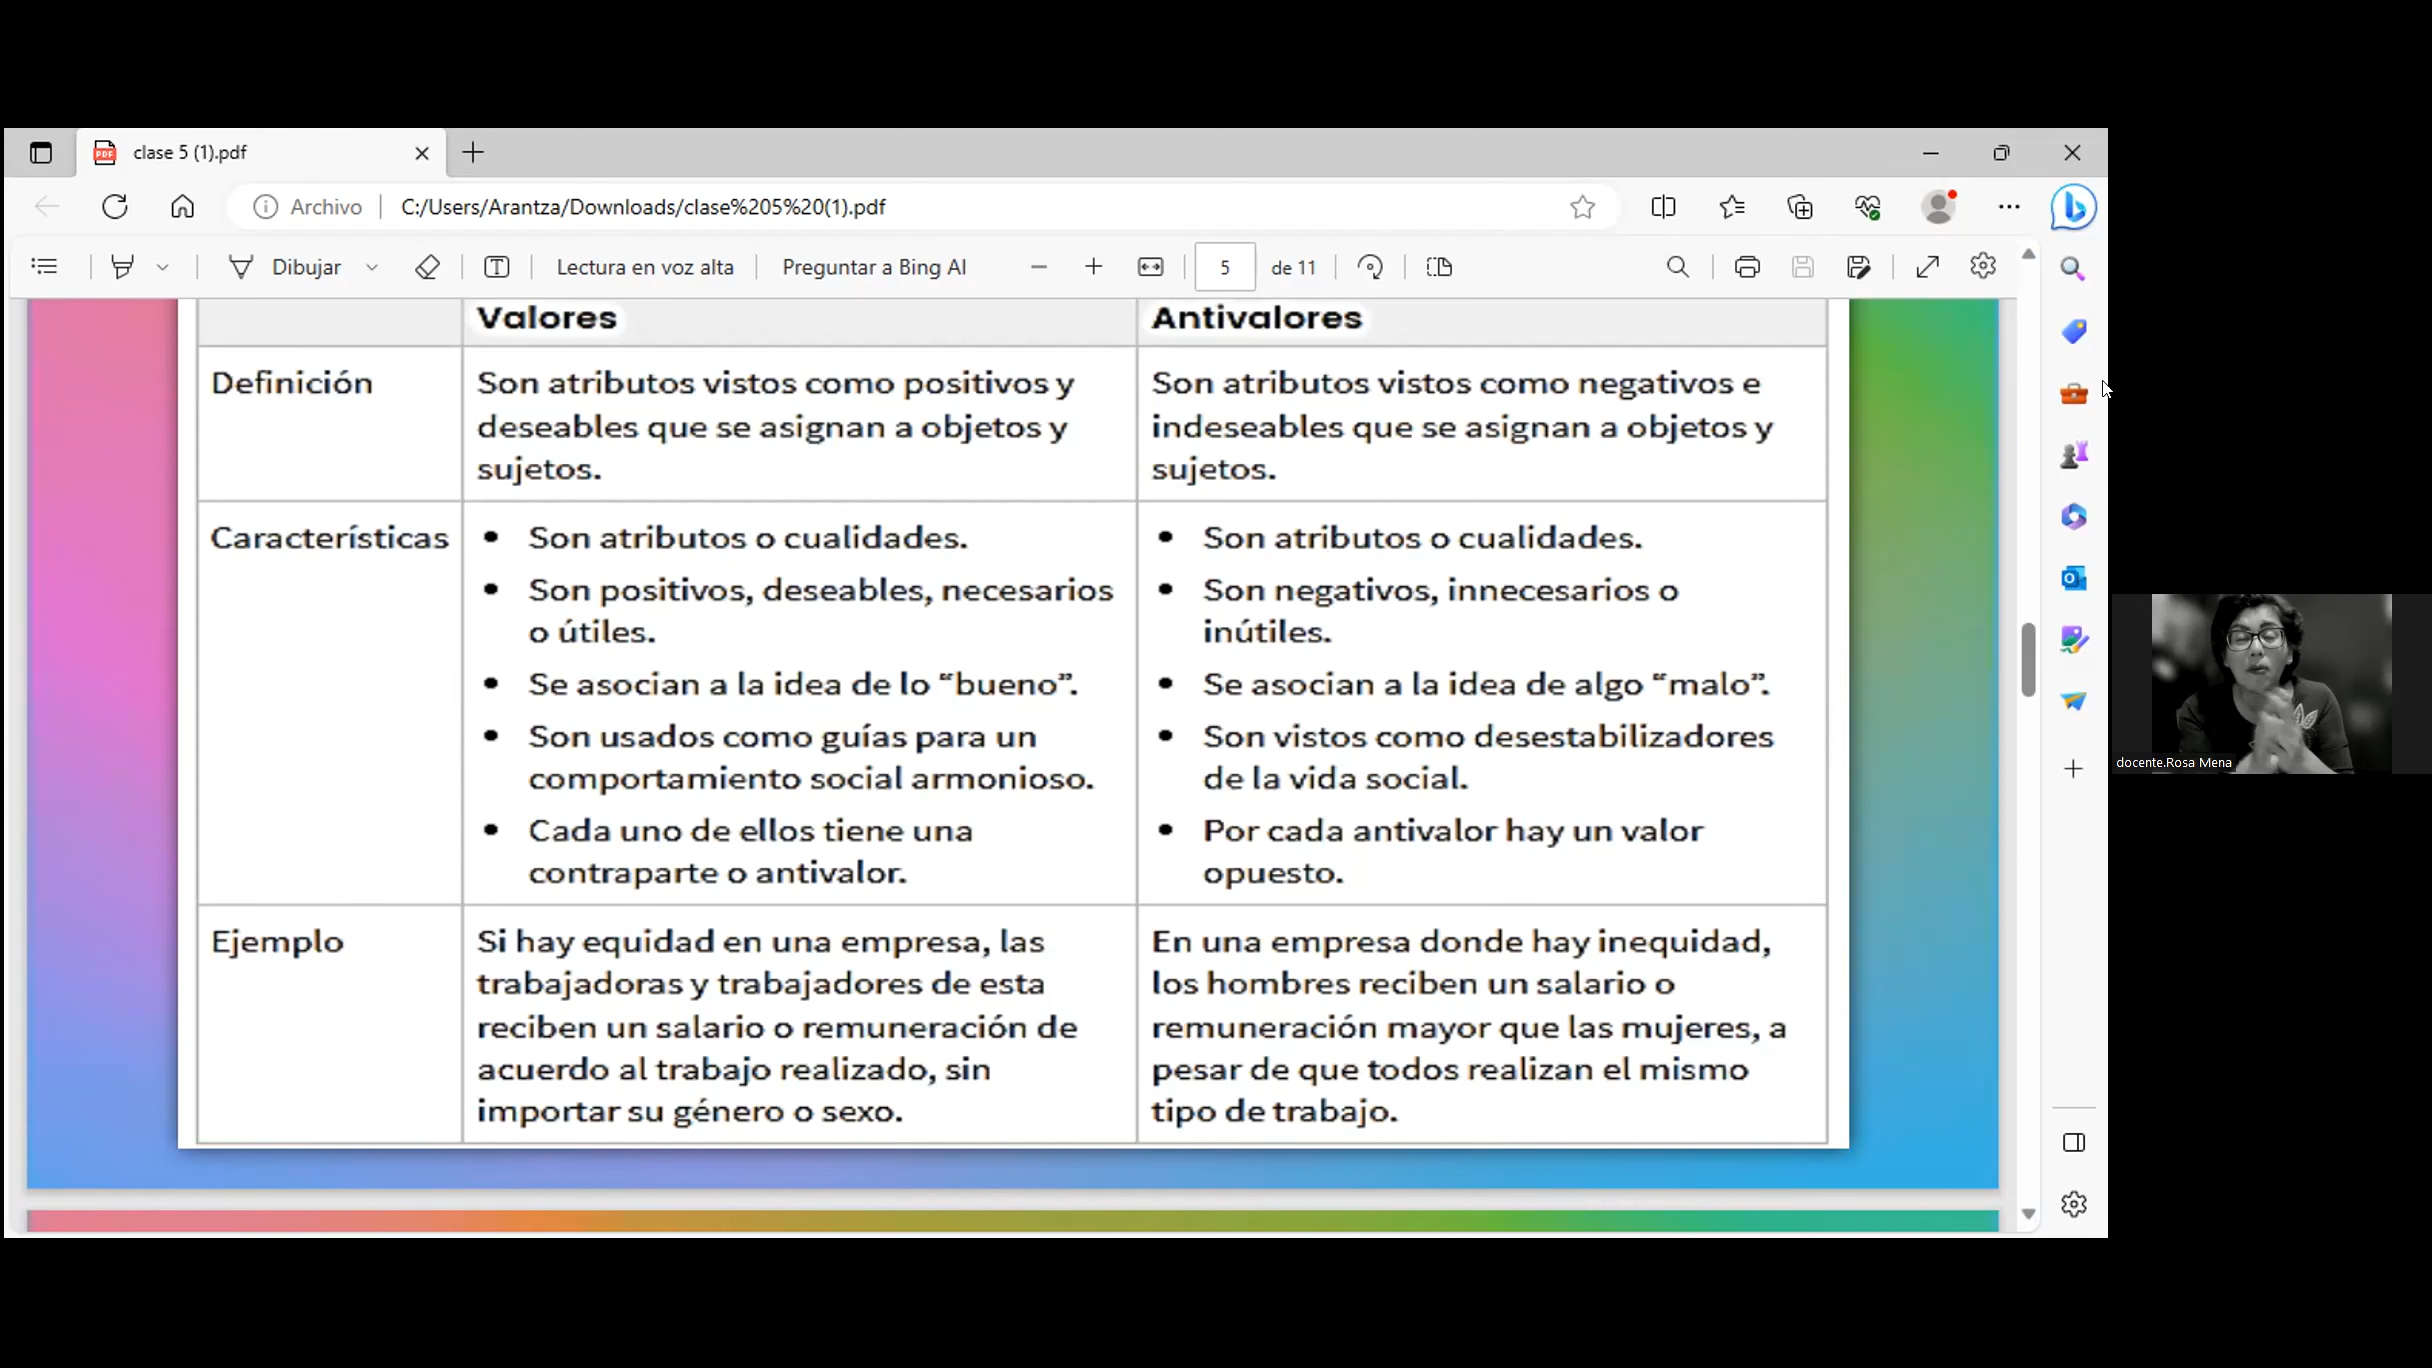 clase 5 (1).pdf
Archivo
C:/Users/Arantza/Downloads/clase%205%20(1).pdf
Dibujar
Lectura en voz alta
Preguntar a Bing AI
5
de 11
Valores
Antivalores
Definición
Son atributos vistos como positivos y
deseables que se asignan a objetos y
sujetos.
Son atributos vistos como negativos e
indeseables que se asignan a objetos y
sujetos.
Características
• Son atributos o cualidades.
• Son positivos, deseables, necesarios
o útiles.
• Se asocian a la idea de lo “bueno”.
• Son usados como guías para un
comportamiento social armonioso.
• Cada uno de ellos tiene una
contraparte o antivalor.
• Son atributos o cualidades.
• Son negativos, innecesarios o
inútiles.
• Se asocian a la idea de algo “malo”.
• Son vistos como desestabilizadores
de la vida social.
• Por cada antivalor hay un valor
opuesto.
Ejemplo
Si hay equidad en una empresa, las
trabajadoras y trabajadores de esta
reciben un salario o remuneración de
acuerdo al trabajo realizado, sin
importar su género o sexo.
En una empresa donde hay inequidad,
los hombres reciben un salario o
remuneración mayor que las mujeres, a
pesar de que todos realizan el mismo
tipo de trabajo.
docente.Rosa Mena